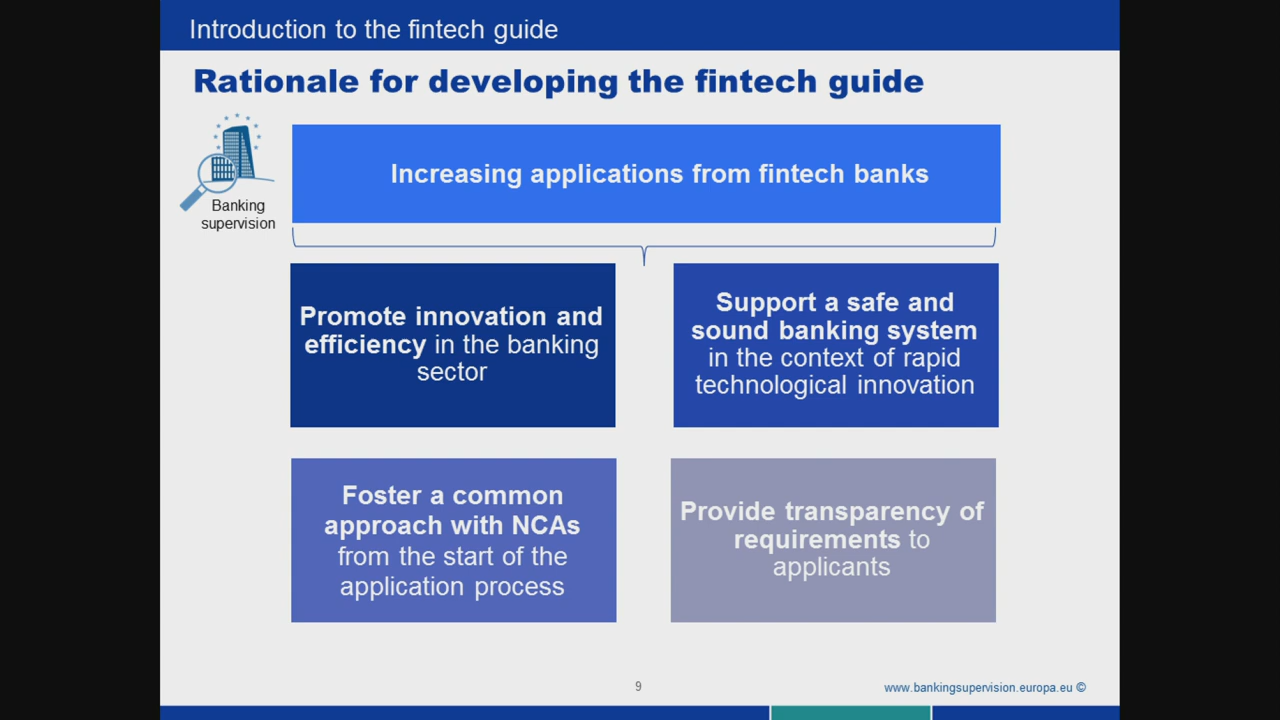 Introduction to the fintech guide
Rationale for developing the fintech guide
Banking
supervision
Increasing applications from fintech banks
Promote innovation and
efficiency in the banking
sector
Support a safe and
sound banking system
in the context of rapid
technological innovation
Foster a common
approach with NCAs
from the start of the
application process
Provide transparency of
requirements to
applicants
9
www.bankingsupervision.europa.eu ©